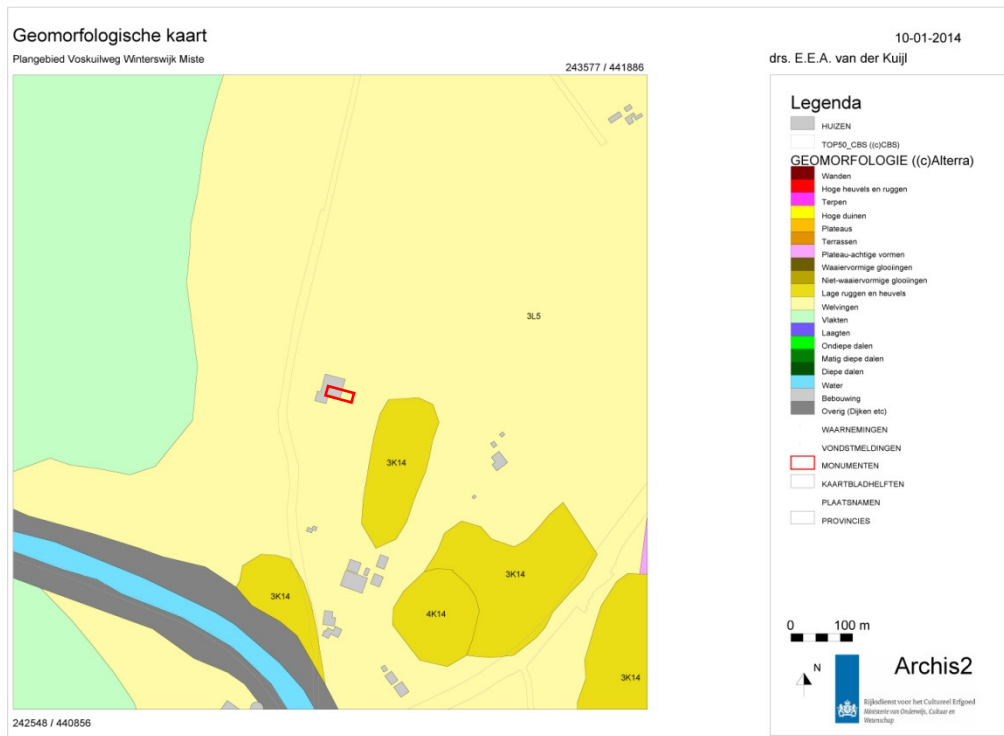 Geomorfologische kaart
Plangebied Voskuilweg Winterswijk Miste
10-01-2014
243577 / 441886
drs. E.E.A. van der Kuijl
3L5
3K14
3K14
3K14
4K14
3K14
242548 / 440856
Legenda
HUIZEN
TOP50_CBS ((c)CBS)
GEOMORFOLOGIE ((c)Alterra)
Wanden
Hoge heuvels en ruggen
Terpen
Hoge duinen
Plateaus
Terrassen
Plateau-achtige vormen
Waaiervormige glooiingen
Niet-waaiervormige glooiingen
Lage ruggen en heuvels
Welvingen
Vlakten
Laagten
Ondiepe dalen
Matig diepe dalen
Diepe dalen
Water
Bebouwing
Overig (Dijken etc)
WAARNEMINGEN
VONDSTMELDINGEN
MONUMENTEN
KAARTBLADHELFTEN
PLAATSNAMEN
PROVINCIES
0 100 m
N
Archis2
Rijksdienst voor het Cultureel Erfgoed
Ministerie van Onderwijs, Cultuur en
Wetenschap